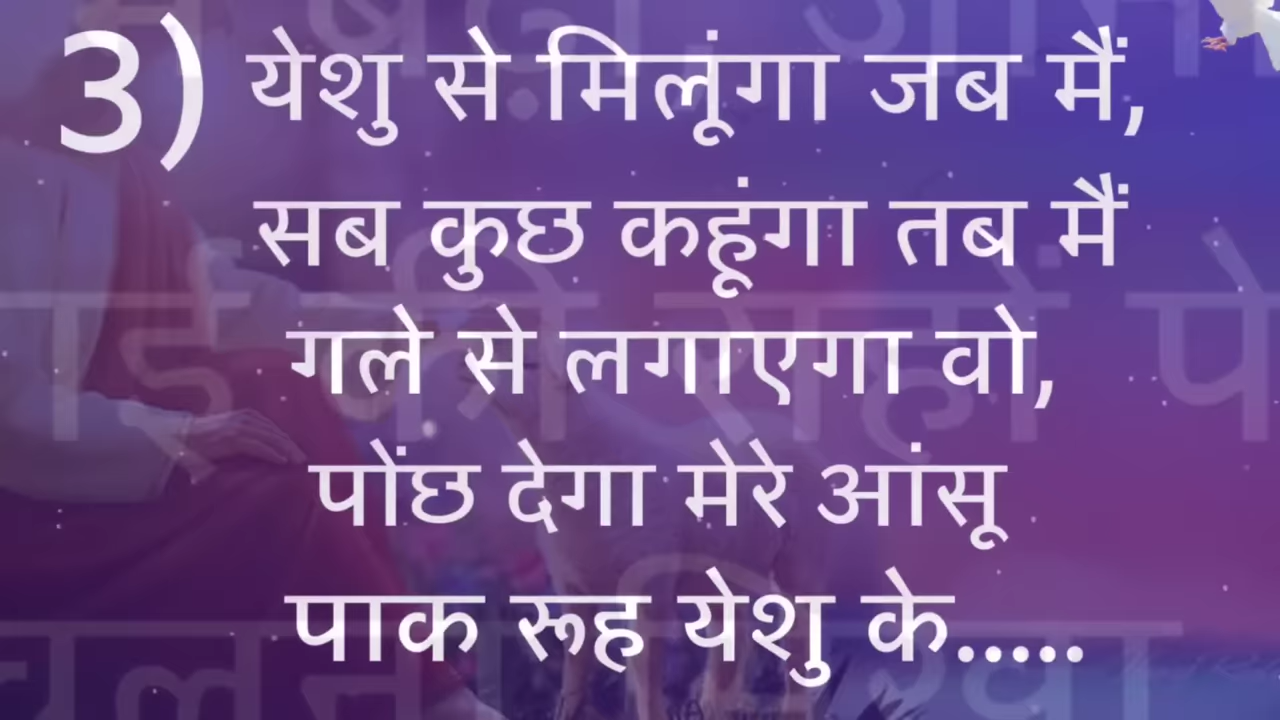 3) येशु से मिलूंगा जब मैं,
सब कुछ कहूंगा तब मैं
गले से लगाएगा वो,
पोंछ देगा मेरे आंसू
पाक रूह येशु के.....